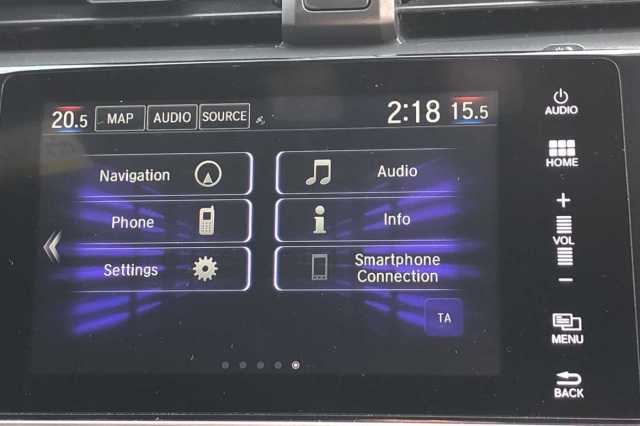 20.5 MAP AUDIO SOURCE 2:18 15.5
Navigation
Audio
Phone
Info
Settings
Smartphone
Connection
TA
AUDIO
HOME
+
VOL
−
MENU
BACK